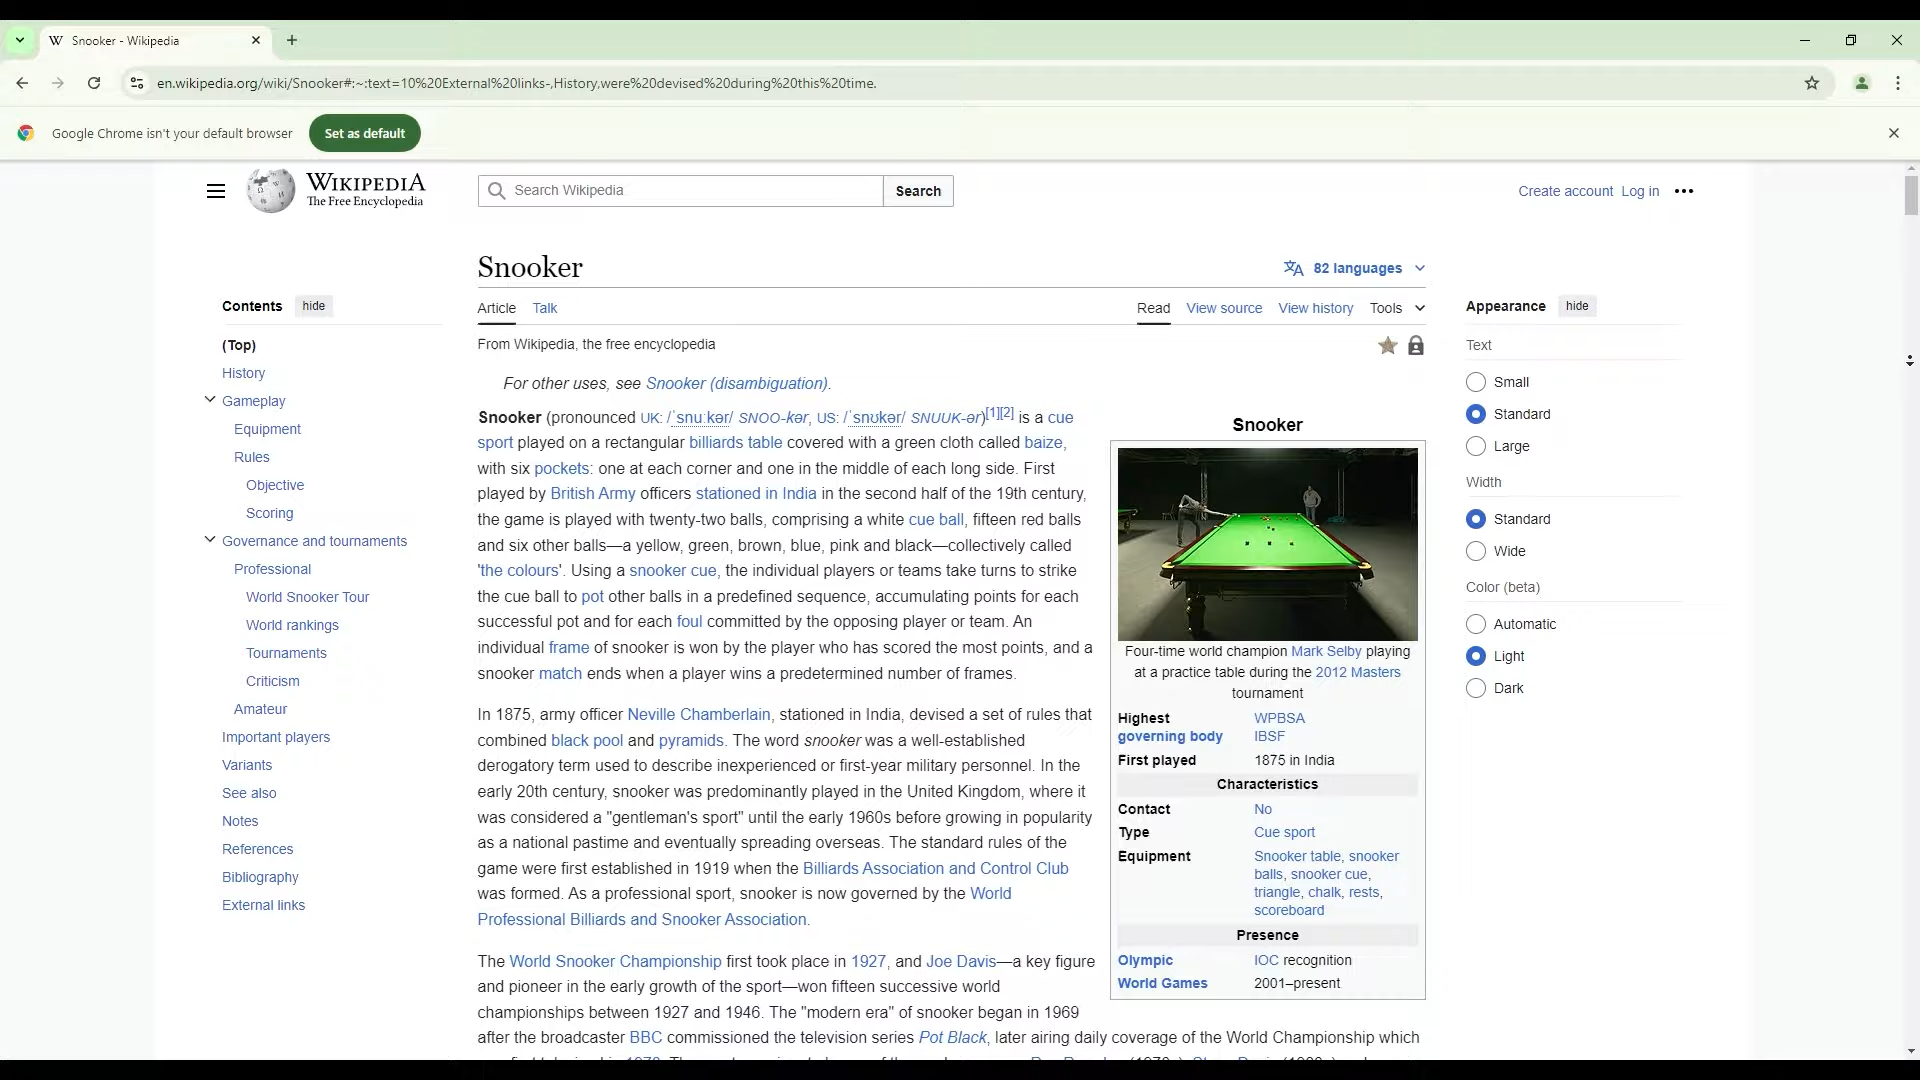 Snooker - Wikipedia
en.wikipedia.org/wiki/Snooker#:~:text=10%20External%20links-,History,were%20devised%20during%20this%20time.
Google Chrome isn't your default browser
Set as default
WIKIPEDIA
The Free Encyclopedia
Search Wikipedia
Search
Create account Log in
Snooker
82 languages
Contents hide
(Top)
History
Gameplay
Equipment
Rules
Objective
Scoring
Governance and tournaments
Professional
World Snooker Tour
World rankings
Tournaments
Criticism
Amateur
Important players
Variants
See also
Notes
References
Bibliography
External links
Article Talk
Read View source View history Tools
From Wikipedia, the free encyclopedia
For other uses, see Snooker (disambiguation).
Snooker (pronounced UK: /ˈsnuːkər/ SNOO-kər, US: /ˈsnʊkər/ SNUUK-ər)[1][2] is a cue
sport played on a rectangular billiards table covered with a green cloth called baize,
with six pockets: one at each corner and one in the middle of each long side. First
played by British Army officers stationed in India in the second half of the 19th century,
the game is played with twenty-two balls, comprising a white cue ball, fifteen red balls
and six other balls—a yellow, green, brown, blue, pink and black—collectively called
'the colours'. Using a snooker cue, the individual players or teams take turns to strike
the cue ball to pot other balls in a predefined sequence, accumulating points for each
successful pot and for each foul committed by the opposing player or team. An
individual frame of snooker is won by the player who has scored the most points, and a
snooker match ends when a player wins a predetermined number of frames.
In 1875, army officer Neville Chamberlain, stationed in India, devised a set of rules that
combined black pool and pyramids. The word snooker was a well-established
derogatory term used to describe inexperienced or first-year military personnel. In the
early 20th century, snooker was predominantly played in the United Kingdom, where it
was considered a "gentleman's sport" until the early 1960s before growing in popularity
as a national pastime and eventually spreading overseas. The standard rules of the
game were first established in 1919 when the Billiards Association and Control Club
was formed. As a professional sport, snooker is now governed by the World
Professional Billiards and Snooker Association.
The World Snooker Championship first took place in 1927, and Joe Davis—a key figure
and pioneer in the early growth of the sport—won fifteen successive world
championships between 1927 and 1946. The "modern era" of snooker began in 1969
after the broadcaster BBC commissioned the television series Pot Black, later airing daily coverage of the World Championship which
Snooker
Four-time world champion Mark Selby playing
at a practice table during the 2012 Masters
tournament
Highest governing body WPBSA
IBSF
First played 1875 in India
Characteristics
Contact No
Type Cue sport
Equipment Snooker table, snooker
balls, snooker cue,
triangle, chalk, rests,
scoreboard
Presence
Olympic IOC recognition
World Games 2001–present
Appearance hide
Text
Small
Standard
Large
Width
Standard
Wide
Color (beta)
Automatic
Light
Dark